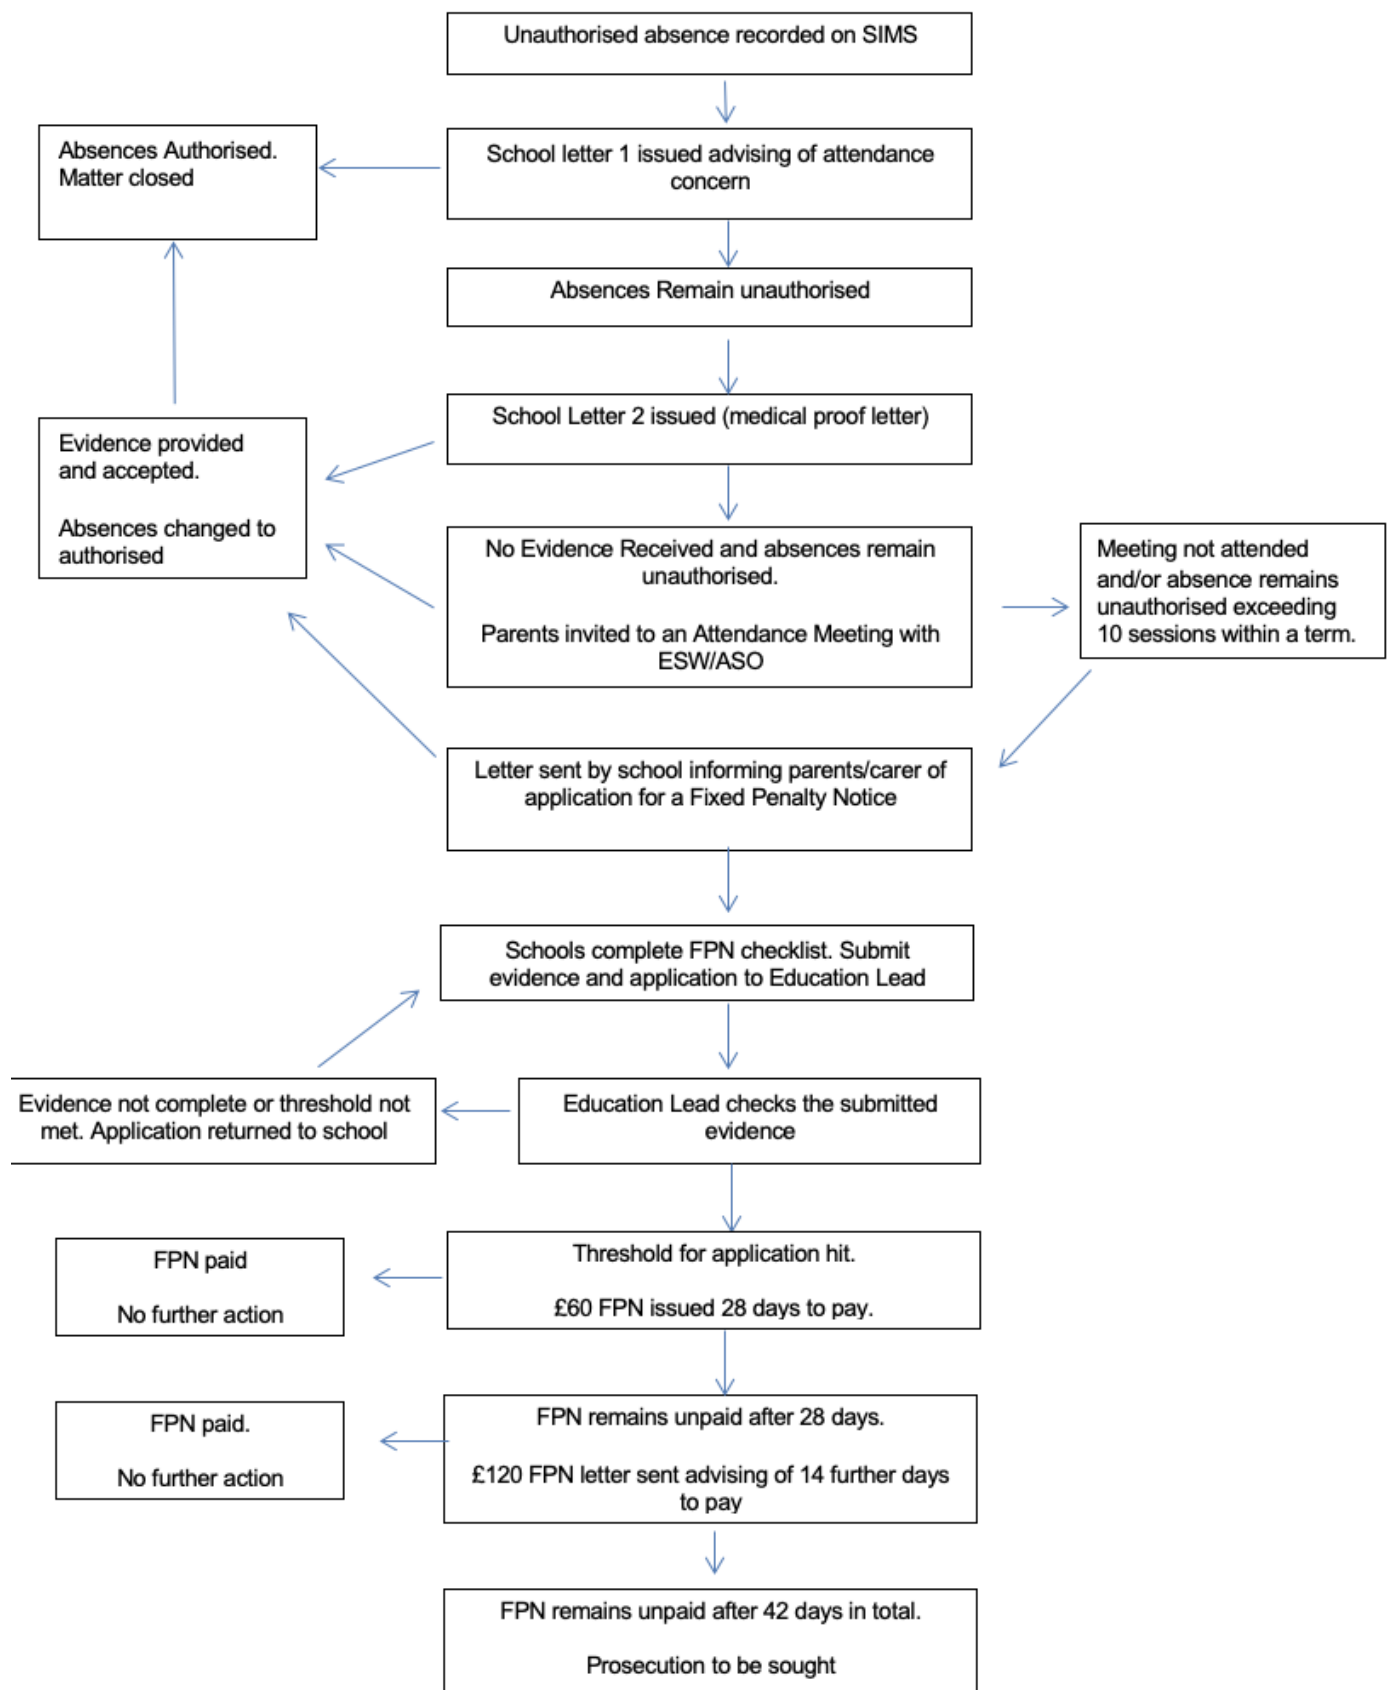 Unauthorised absence recorded on SIMS
Absences Authorised.
Matter closed
School letter 1 issued advising of attendance
concern
Absences Remain unauthorised
School Letter 2 issued (medical proof letter)
Evidence provided
and accepted.
Absences changed to
authorised
No Evidence Received and absences remain
unauthorised.
Parents invited to an Attendance Meeting with
ESW/ASO
Meeting not attended
and/or absence remains
unauthorised exceeding
10 sessions within a term.
Letter sent by school informing parents/carer of
application for a Fixed Penalty Notice
Schools complete FPN checklist. Submit
evidence and application to Education Lead
Evidence not complete or threshold not
met. Application returned to school
Education Lead checks the submitted
evidence
FPN paid
No further action
Threshold for application hit.
£60 FPN issued 28 days to pay.
FPN paid.
No further action
FPN remains unpaid after 28 days.
£120 FPN letter sent advising of 14 further days
to pay
FPN remains unpaid after 42 days in total.
Prosecution to be sought